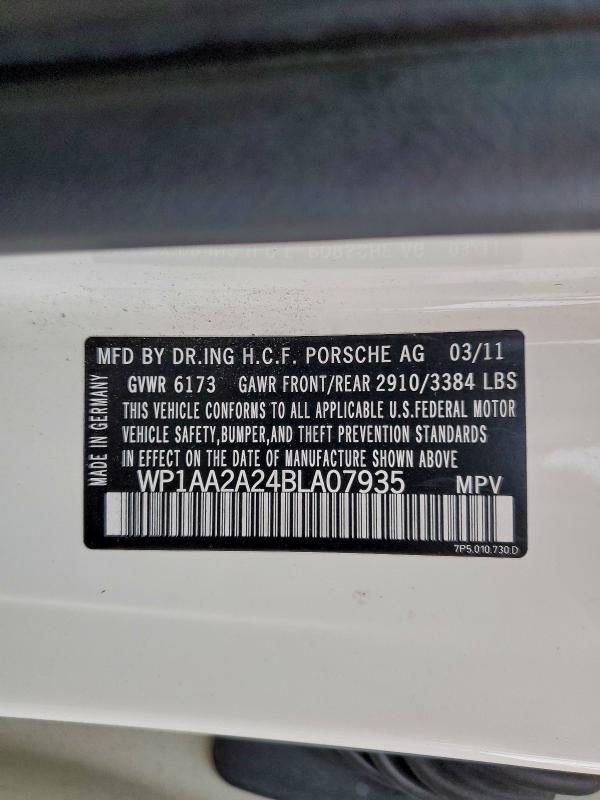 MFD BY DR.ING H.C.F. PORSCHE AG 03/11
GVWR 6173 GAWR FRONT/REAR 2910/3384 LBS
THIS VEHICLE CONFORMS TO ALL APPLICABLE U.S.FEDERAL MOTOR
VEHICLE SAFETY,BUMPER,AND THEFT PREVENTION STANDARDS
IN EFFECT ON THE DATE OF MANUFACTURE SHOWN ABOVE.
WP1AA2A24BLA07935 MPV
7P5.010.730.D
MADE IN GERMANY